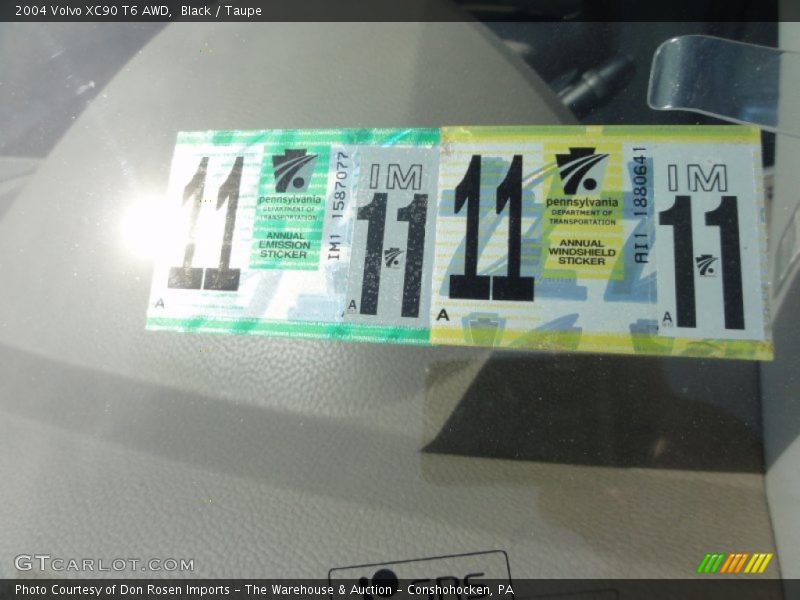 2004 Volvo XC90 T6 AWD, Black / Taupe
11
pennsylvania
DEPARTMENT OF
TRANSPORTATION
ANNUAL
EMISSION
STICKER
A
IM1 1587077
IM
11
A
11
pennsylvania
DEPARTMENT OF
TRANSPORTATION
ANNUAL
WINDSHIELD
STICKER
A
AI1 1880641
IM
11
A
SRS
GTCARLOT.COM
Photo Courtesy of Don Rosen Imports - The Warehouse & Auction - Conshohocken, PA